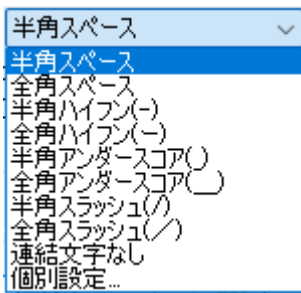 半角スペース
半角スペース
全角スペース
半角ハイフン(-)
全角ハイフン(－)
半角アンダースコア(_)
全角アンダースコア(＿)
半角スラッシュ(/)
全角スラッシュ(／)
連結文字なし
個別設定...